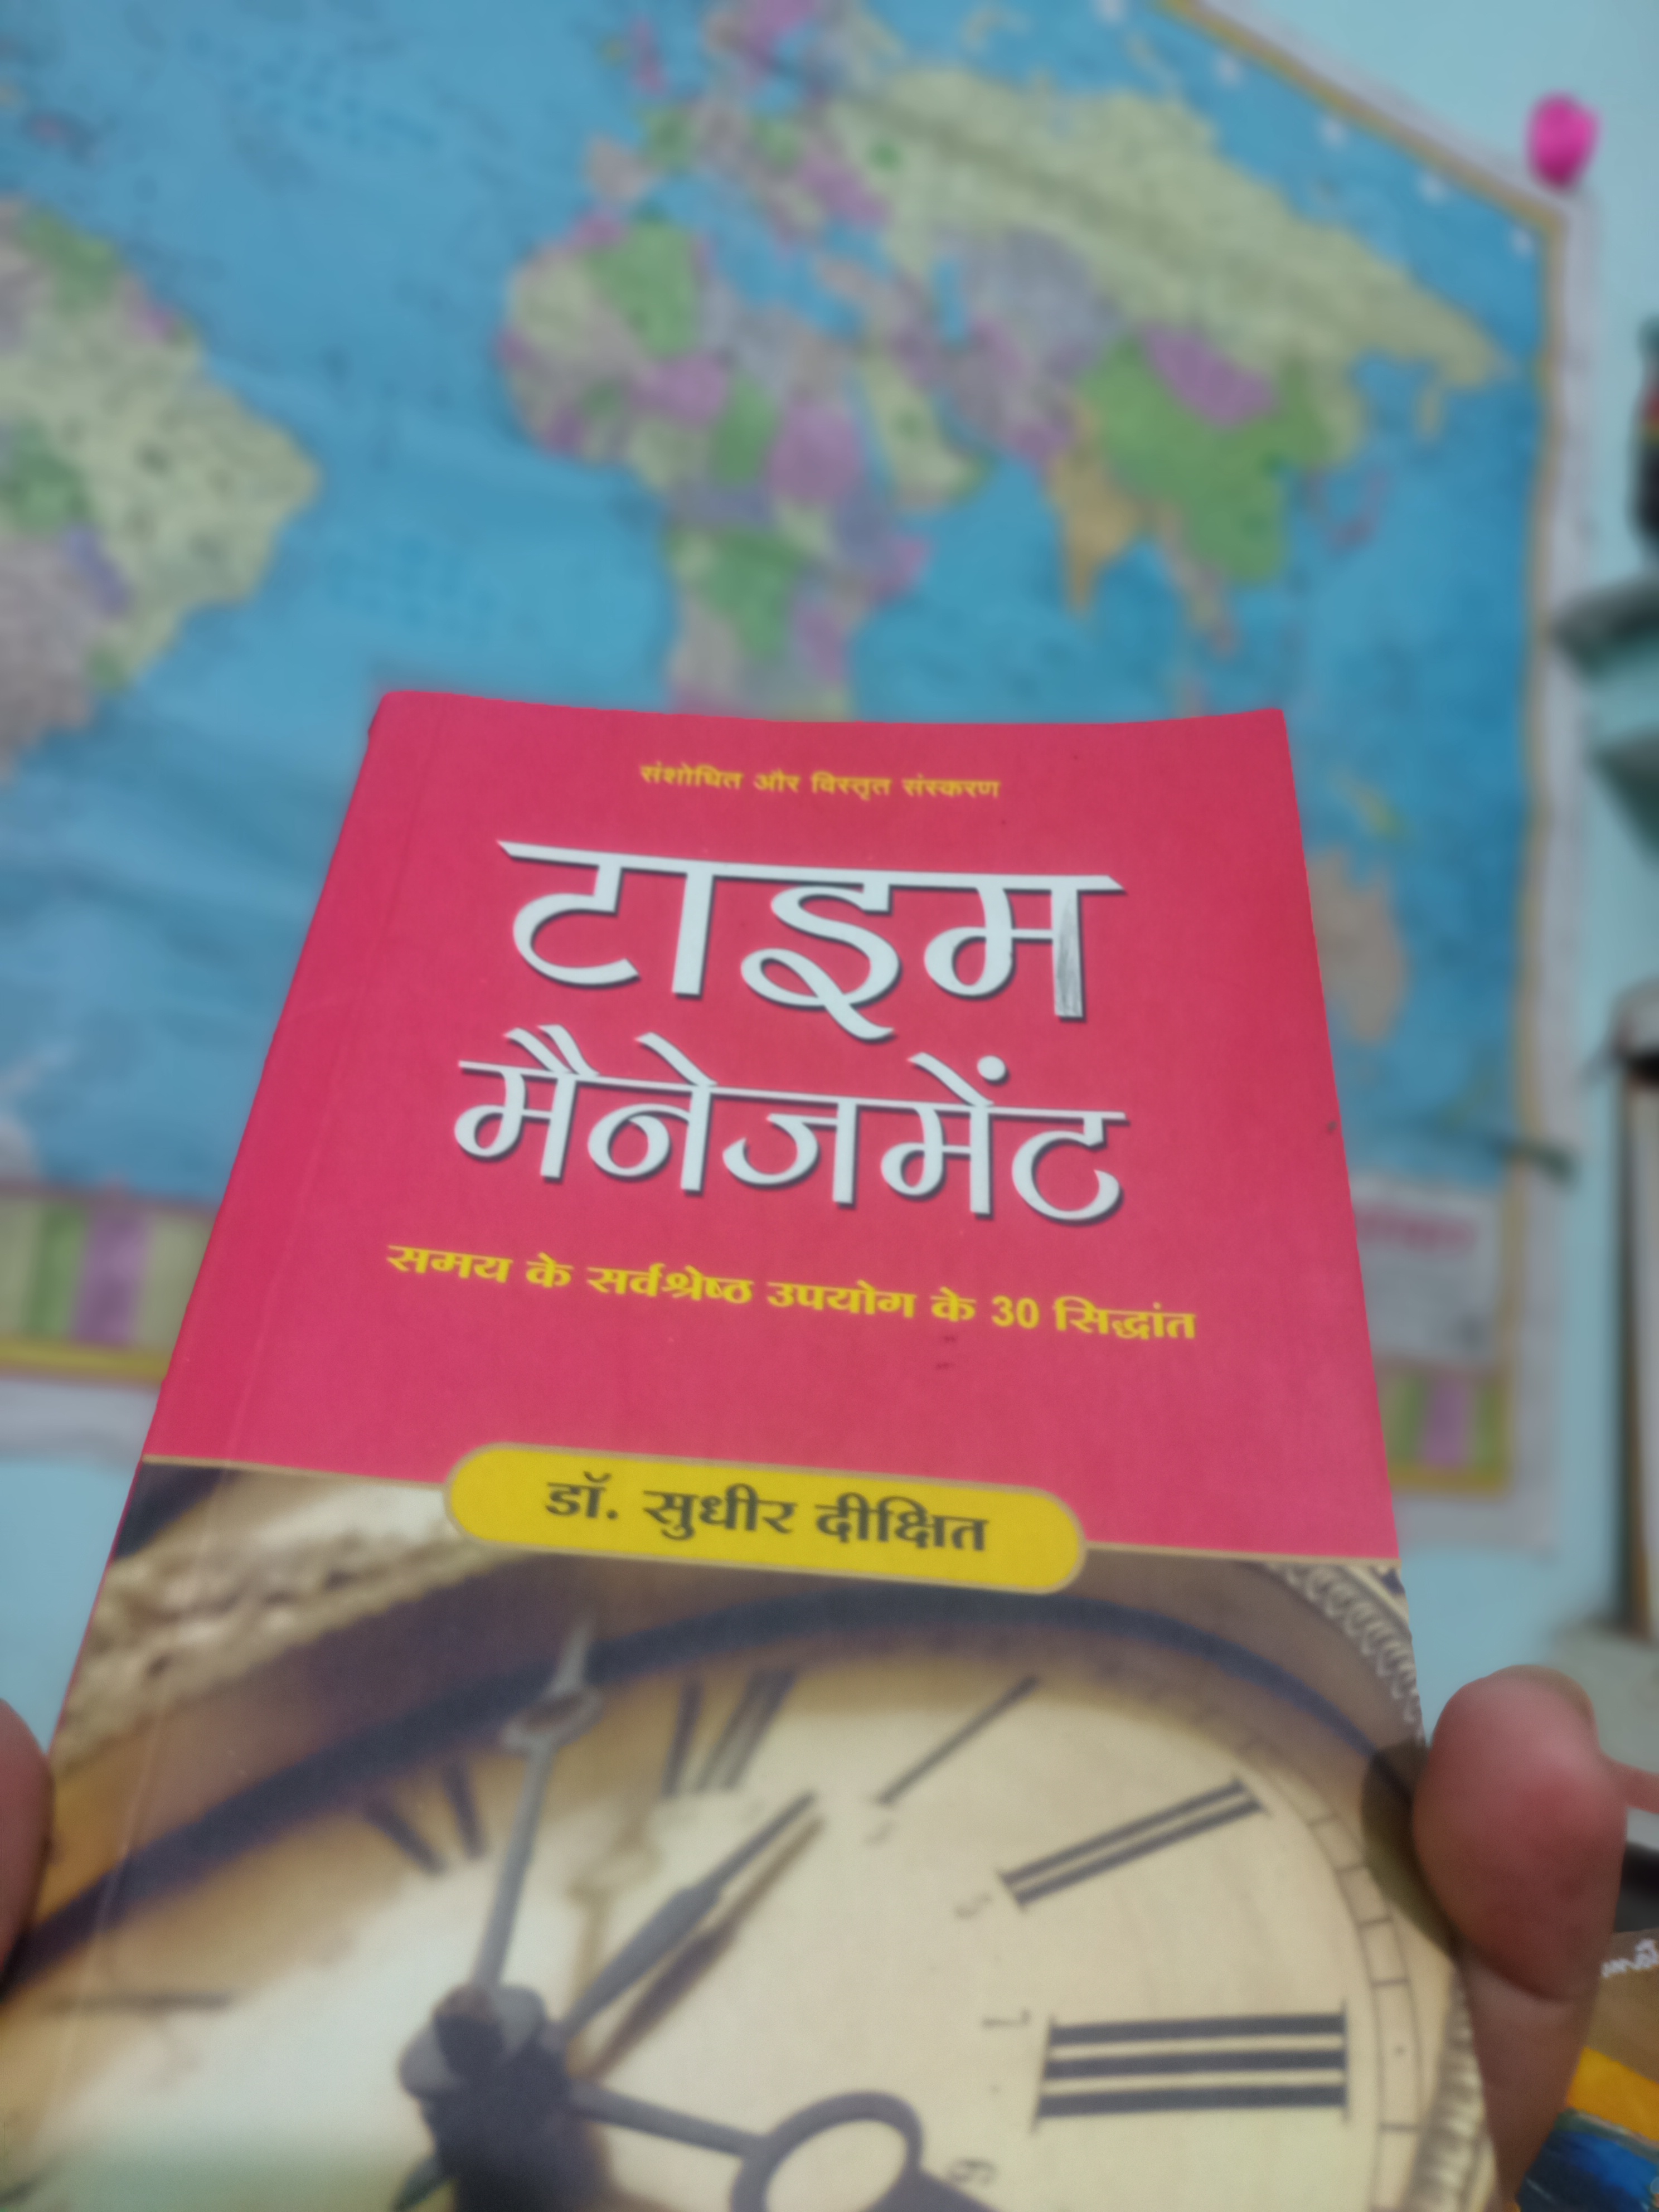 संशोधित और विस्तृत संस्करण
टाइम
मैनेजमेंट
समय के सर्वश्रेष्ठ उपयोग के 30 सिद्धांत
डॉ. सुधीर दीक्षित